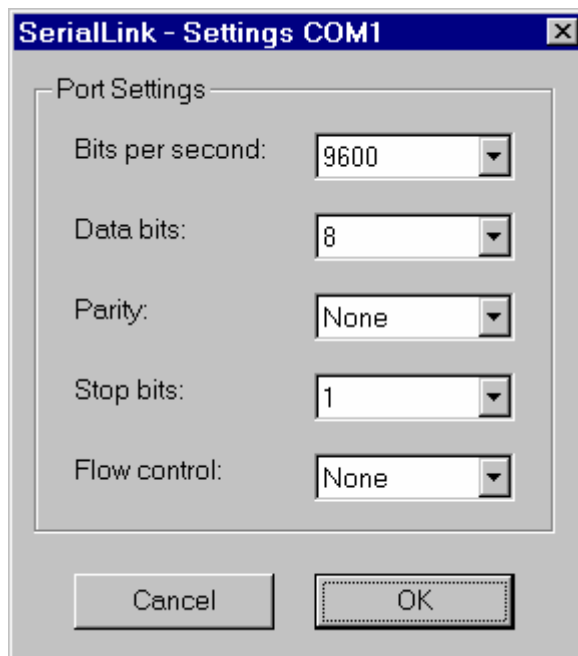 SerialLink - Settings COM1
Port Settings
Bits per second: 9600
Data bits: 8
Parity: None
Stop bits: 1
Flow control: None
Cancel OK